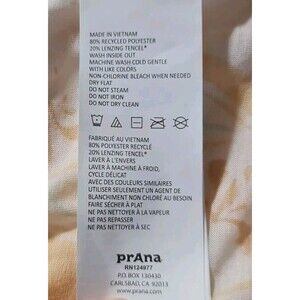 MADE IN VIETNAM
80% RECYCLED POLYESTER
20% LENZING TENCEL*
WASH INSIDE OUT
MACHINE WASH COLD GENTLE
WITH LIKE COLORS
NON-CHLORINE BLEACH WHEN NEEDED
DRY FLAT
DO NOT STEAM
DO NOT IRON
DO NOT DRY CLEAN
FABRIQUÉ AU VIETNAM
80% POLYESTER RECYCLÉ
20% LENZING TENCEL*
LAVER À L'ENVERS
LAVER À MACHINE À FROID,
CYCLE DÉLICAT
AVEC DES COULEURS SIMILAIRES
UTILISER SEULEMENT UN AGENT DE
BLANCHIMENT NON CHLORÉ AU BESOIN
FAIRE SÉCHER À PLAT
NE PAS NETTOYER À LA VAPEUR
NE PAS REPASSER
NE PAS NETTOYER À SEC
prAna
RN124977
P.O. BOX 130430
CARLSBAD, CA 92013
www.prana.com